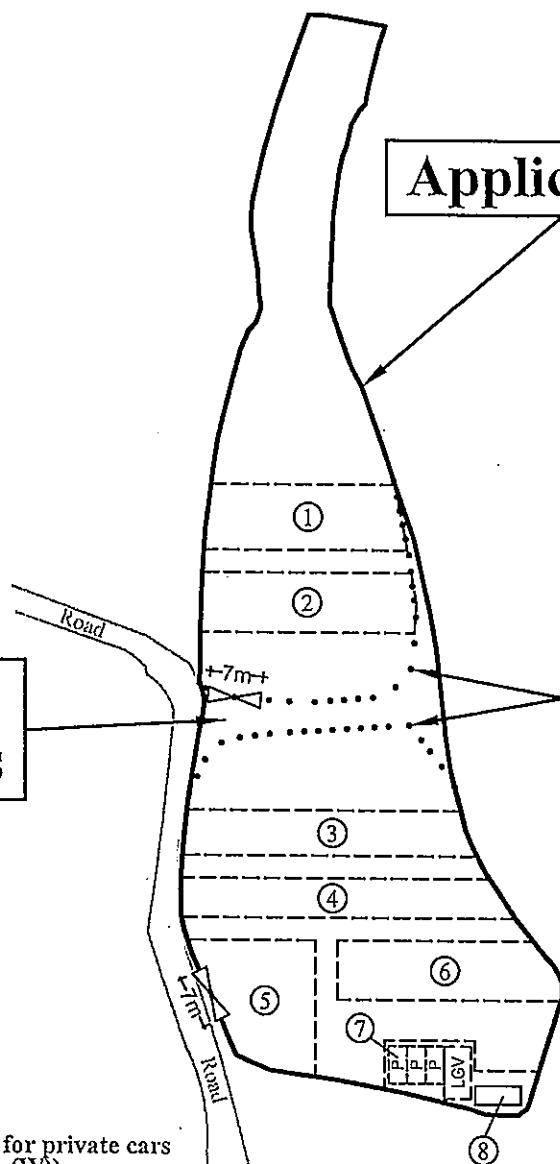 Applic
①
②
Road
7m
③
④
⑥
⑤
7m
⑦
P P P
LGV
Road
⑧
for private cars